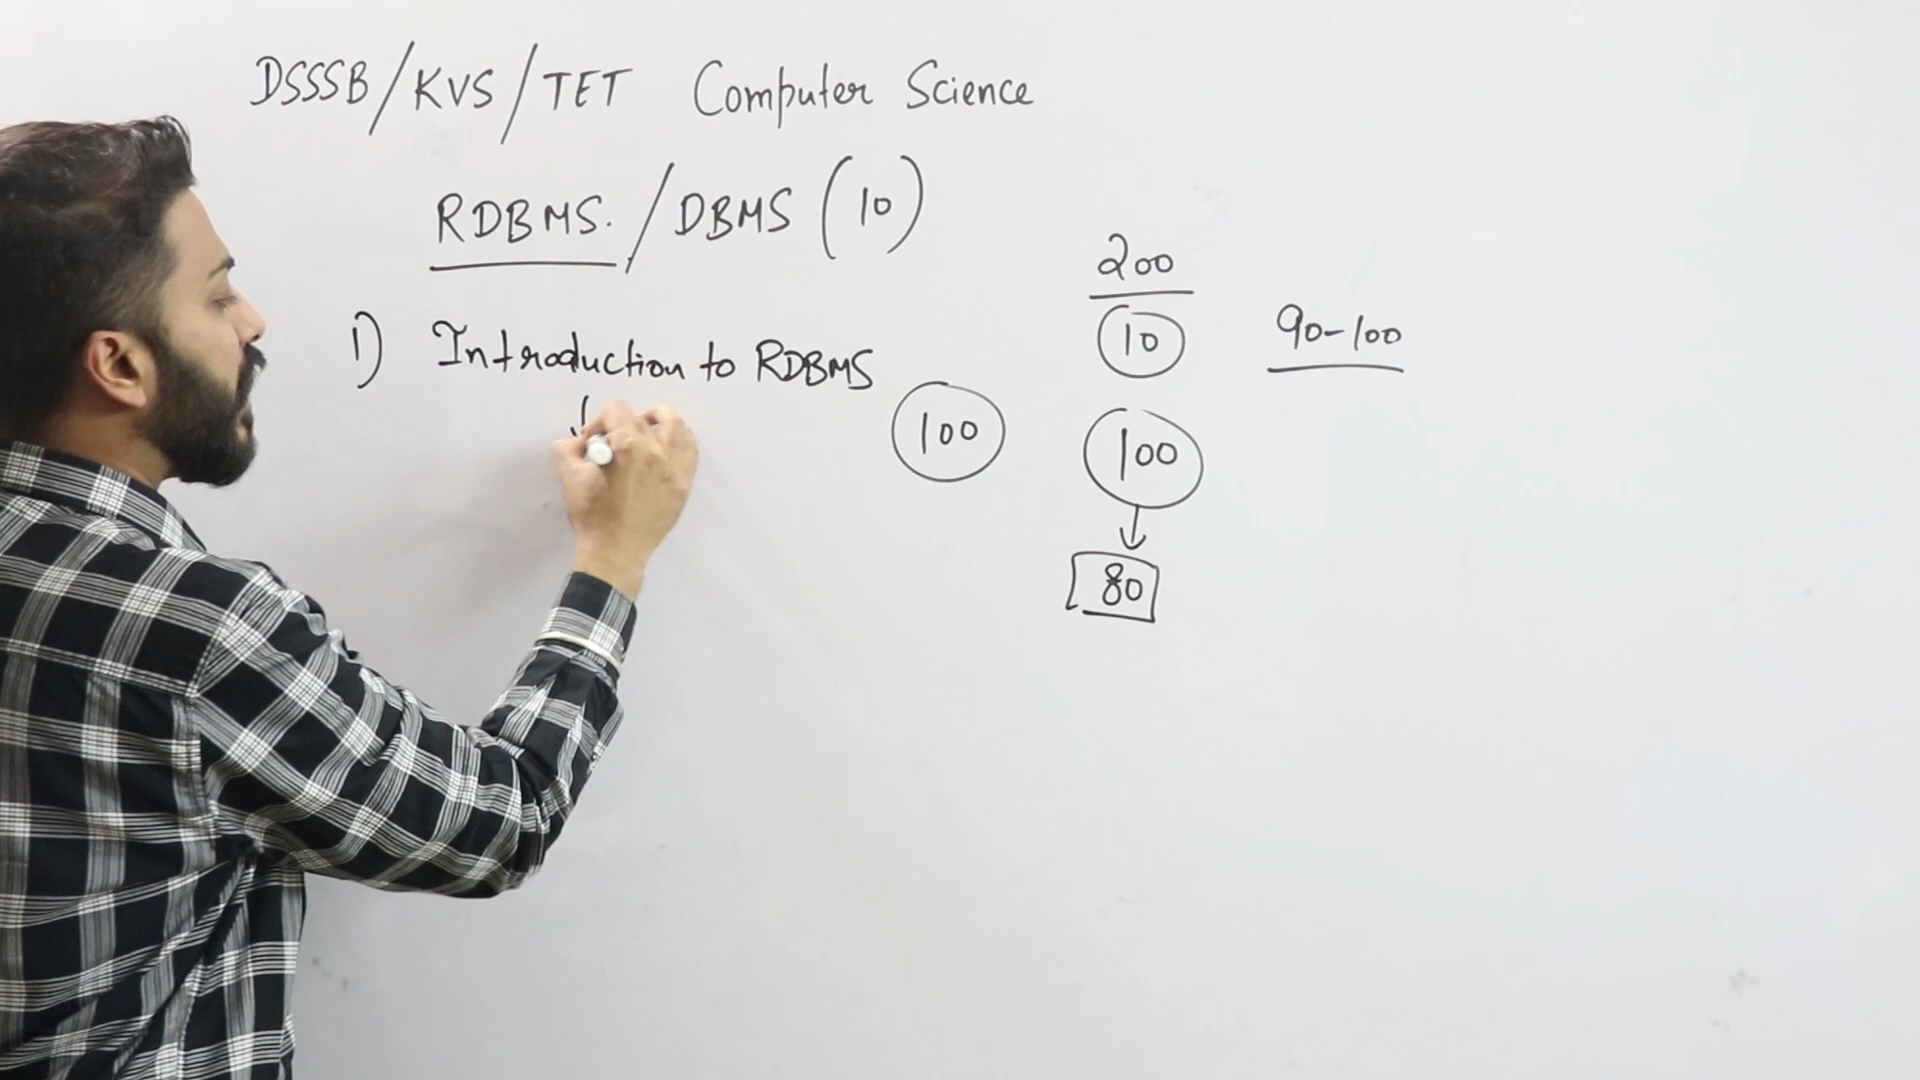 DSSSB/KVS/TET Computer Science
RDBMS. /DBMS (10)
1) Introduction to RDBMS
100
200
10
100
80
90-100